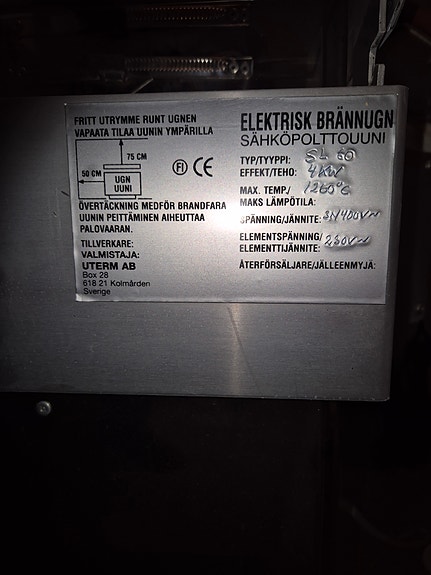 FRITT UTRYMME RUNT UGNEN
VAPAATA TILAA UUNIN YMPÄRILLA
75 CM
50 CM
UGN
UUNI
FI CE
ÖVERTÄCKNING MEDFÖR BRANDFARA
UUNIN PEITTÄMINEN AIHEUTTAA
PALOVAARAN.
TILLVERKARE:
VALMISTAJA:
UTERM AB
Box 28
618 21 Kolmården
Sverige
ELEKTRISK BRÄNNUGN
SÄHKÖPOLTTOUUNI
TYP/TYYPPI: SL 60
EFFEKT/TEHO: 4KW
MAX. TEMP./ 1260°C
MAKS LÄMPÖTILA:
SPÄNNING/JÄNNITE: 3N400V~
ELEMENTSPÄNNING/ 230V~
ELEMENTTIJÄNNITE:
ÅTERFÖRSÄLJARE/JÄLLEENMYJÄ: